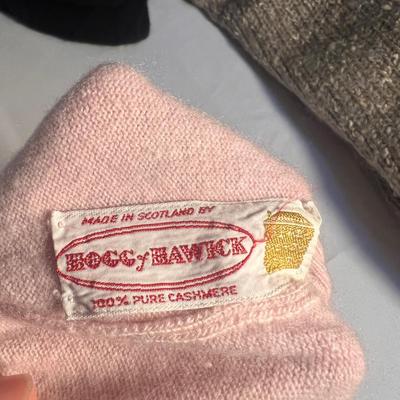 MADE IN SCOTLAND BY
HOGG of HAWICK
100% PURE CASHMERE